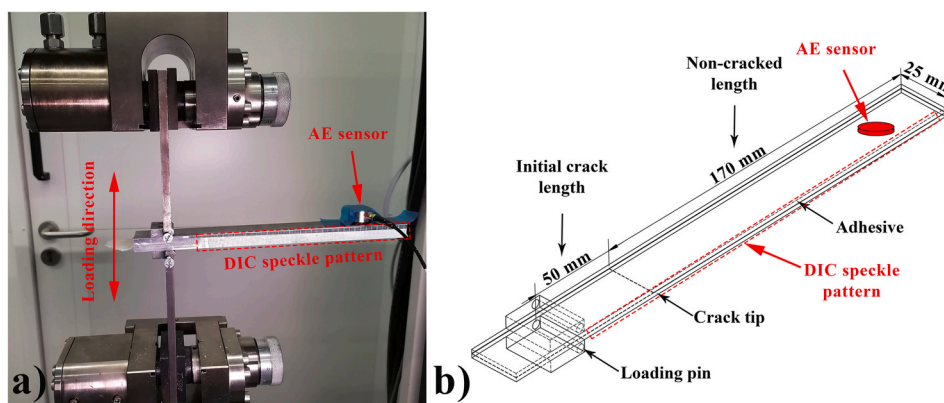 AE sensor
Loading direction
DIC speckle pattern
a)
AE sensor
25 mm
Non-cracked
length
170 mm
Initial crack
length
50 mm
Adhesive
DIC speckle
pattern
Crack tip
Loading pin
b)